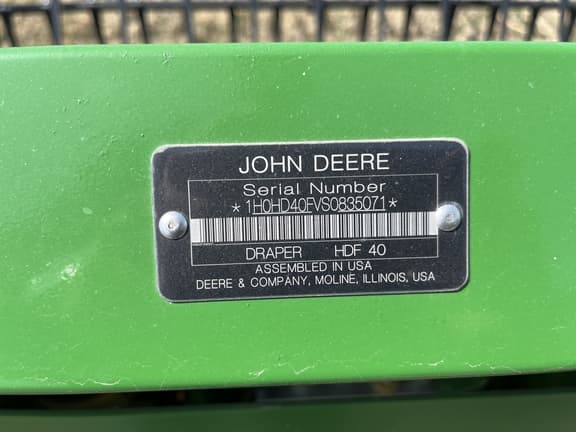 JOHN DEERE
Serial Number
*1H0HD40FVS0835071*
DRAPER HDF 40
ASSEMBLED IN USA
DEERE & COMPANY, MOLINE, ILLINOIS, USA